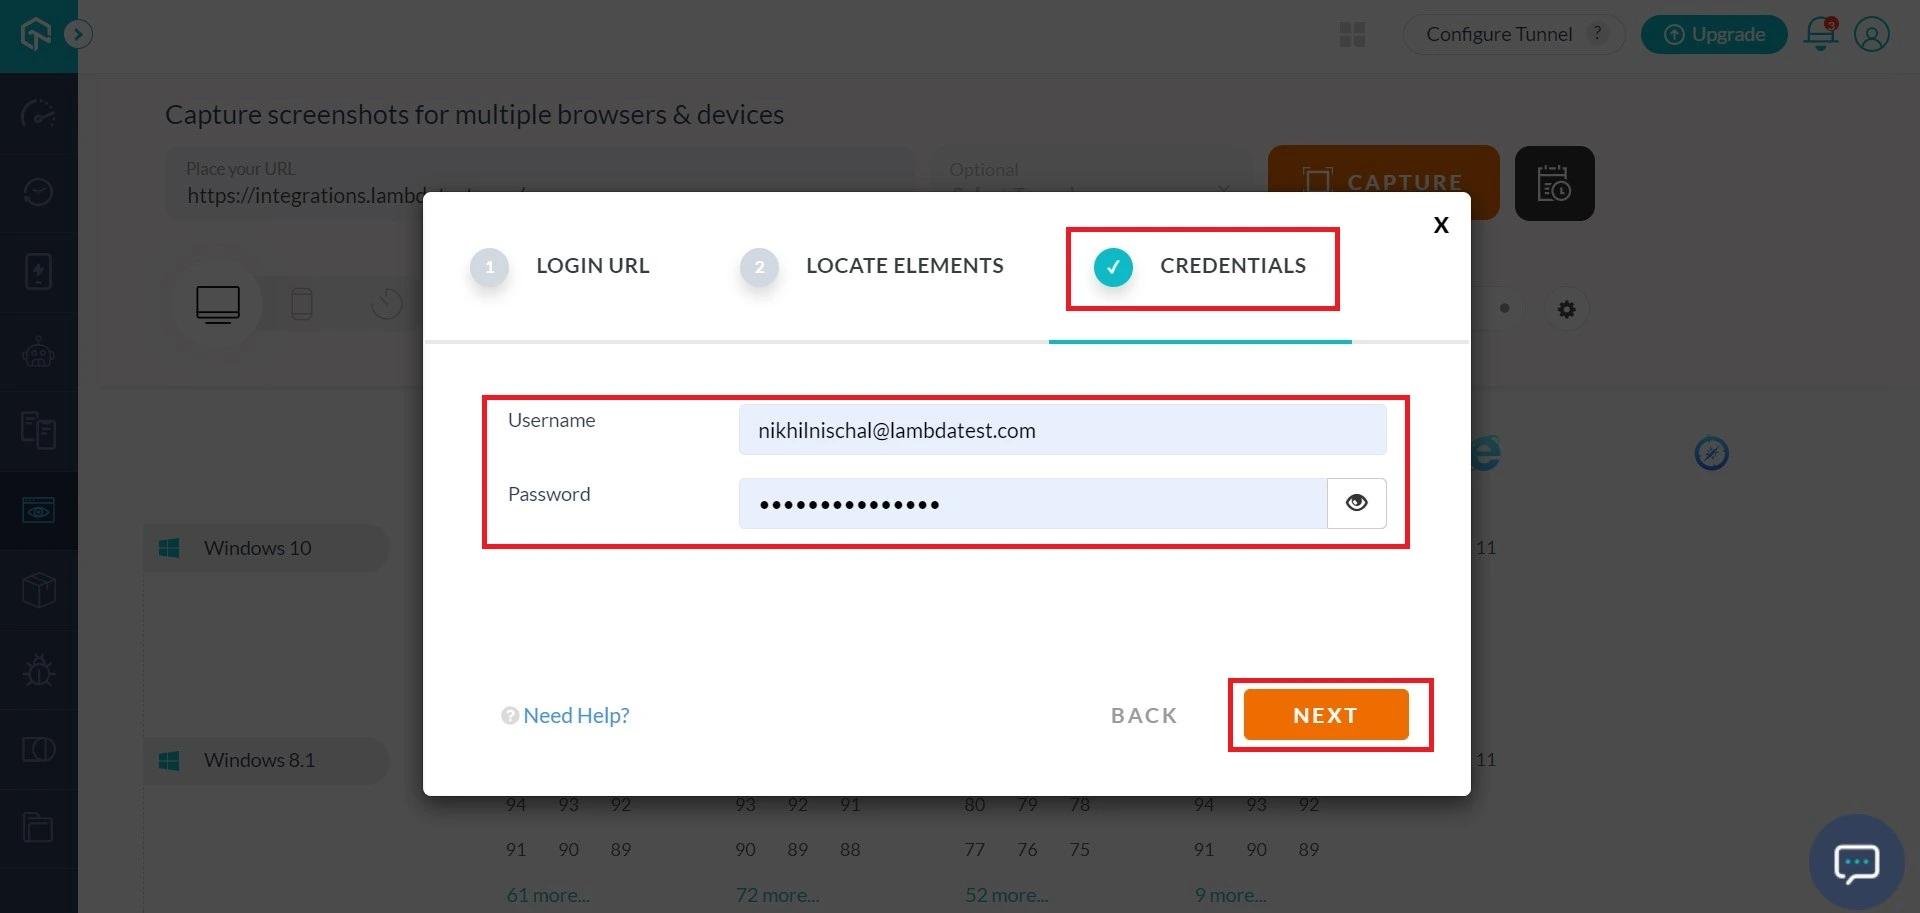 Configure Tunnel ?
Upgrade
3
Capture screenshots for multiple browsers & devices
Place your URL
https://integrations.lambd
Optional
CAPTURE
X
1 LOGIN URL
2 LOCATE ELEMENTS
✓ CREDENTIALS
Username
nikhilnischal@lambdatest.com
Password
•••••••••••••••
Windows 10
11
? Need Help?
BACK
NEXT
Windows 8.1
11
94 93 92 93 92 91 80 79 78 94 93 92
91 90 89 90 89 88 77 76 75 91 90 89
61 more... 72 more... 52 more... 9 more...